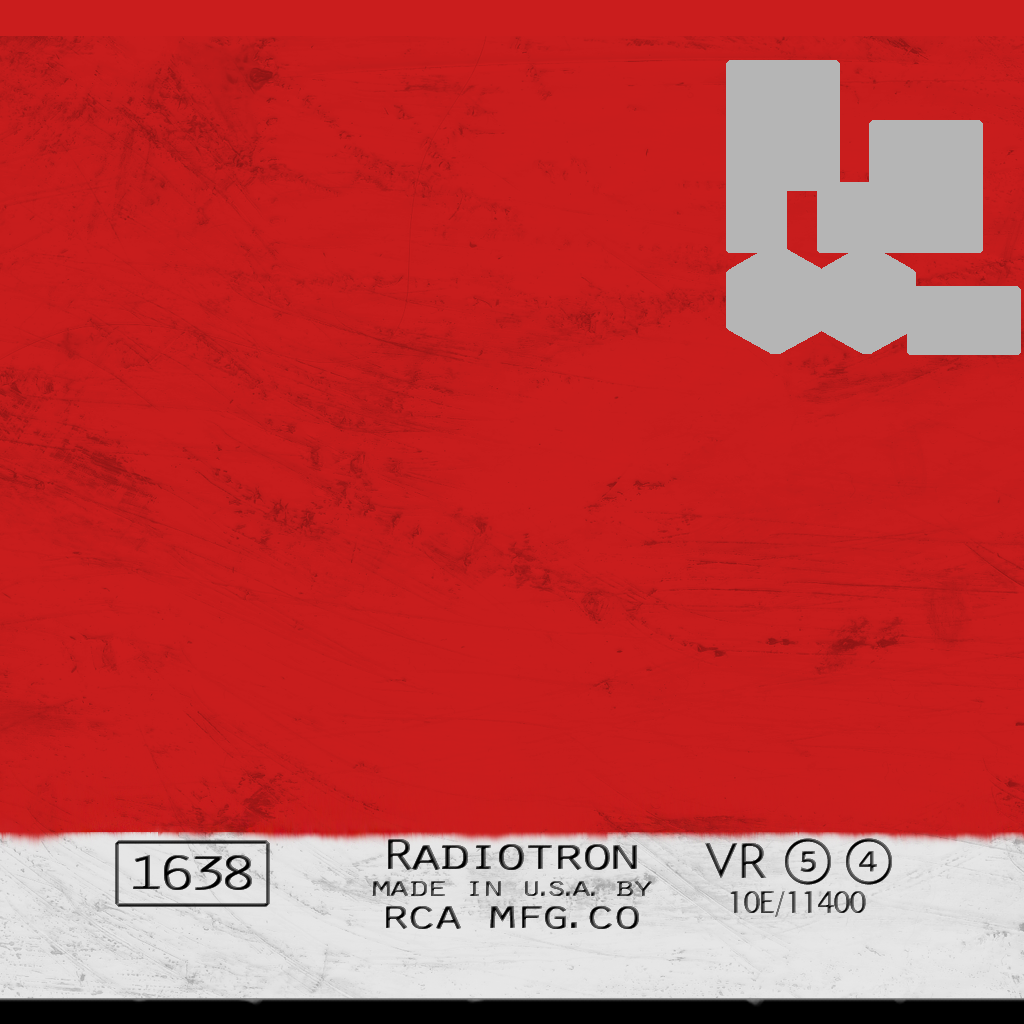 1638
RADIOTRON
MADE IN U.S.A. BY
RCA MFG.CO
VR 5 4
10E/11400